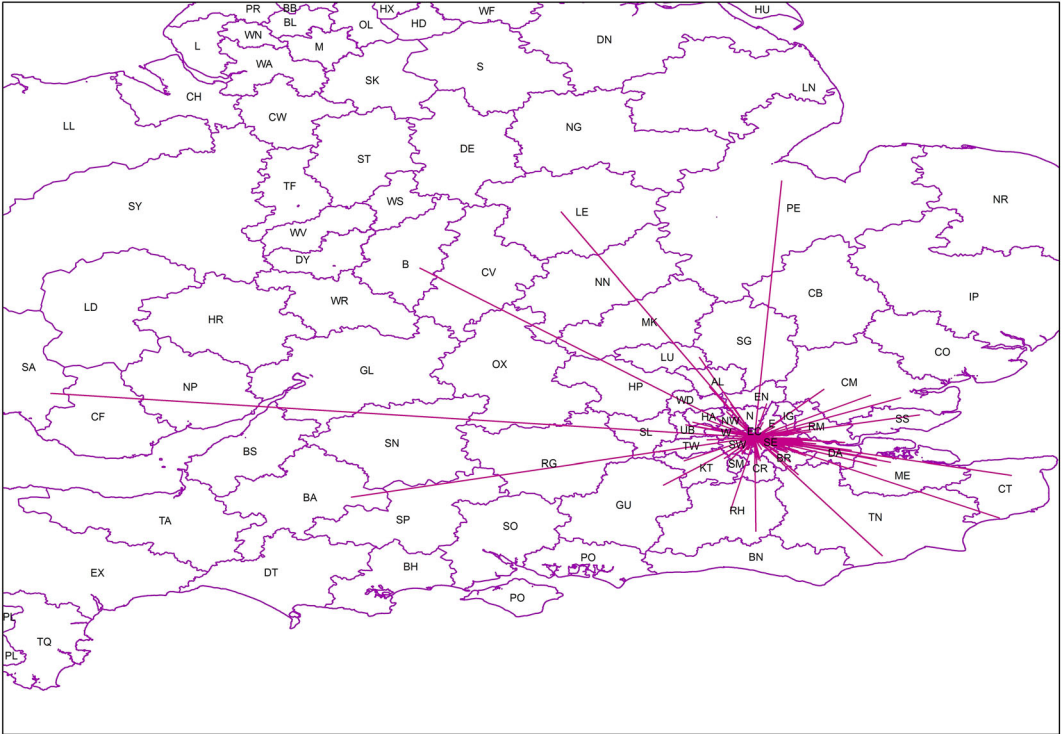 PR BB HX WF HU
BL OL HD
WN DN
L M
WA S
SK
CH LN
LL CW
NG
ST DE
TF
WS NR
SY LE PE
WV
DY B CV
NN
WR CB IP
LD
HR MK
SG
CO
LU
SA GL OX
AL CM
NP HP
EN
WD
CF HA NW N IG SS
E RM
SL UB W EC
SN TW SW SE
BS DA
RG BR
KT SM CR ME
CT
BA GU
RH
TA SP SO TN
PO BN
EX DT BH
PO
PL
TQ
PL